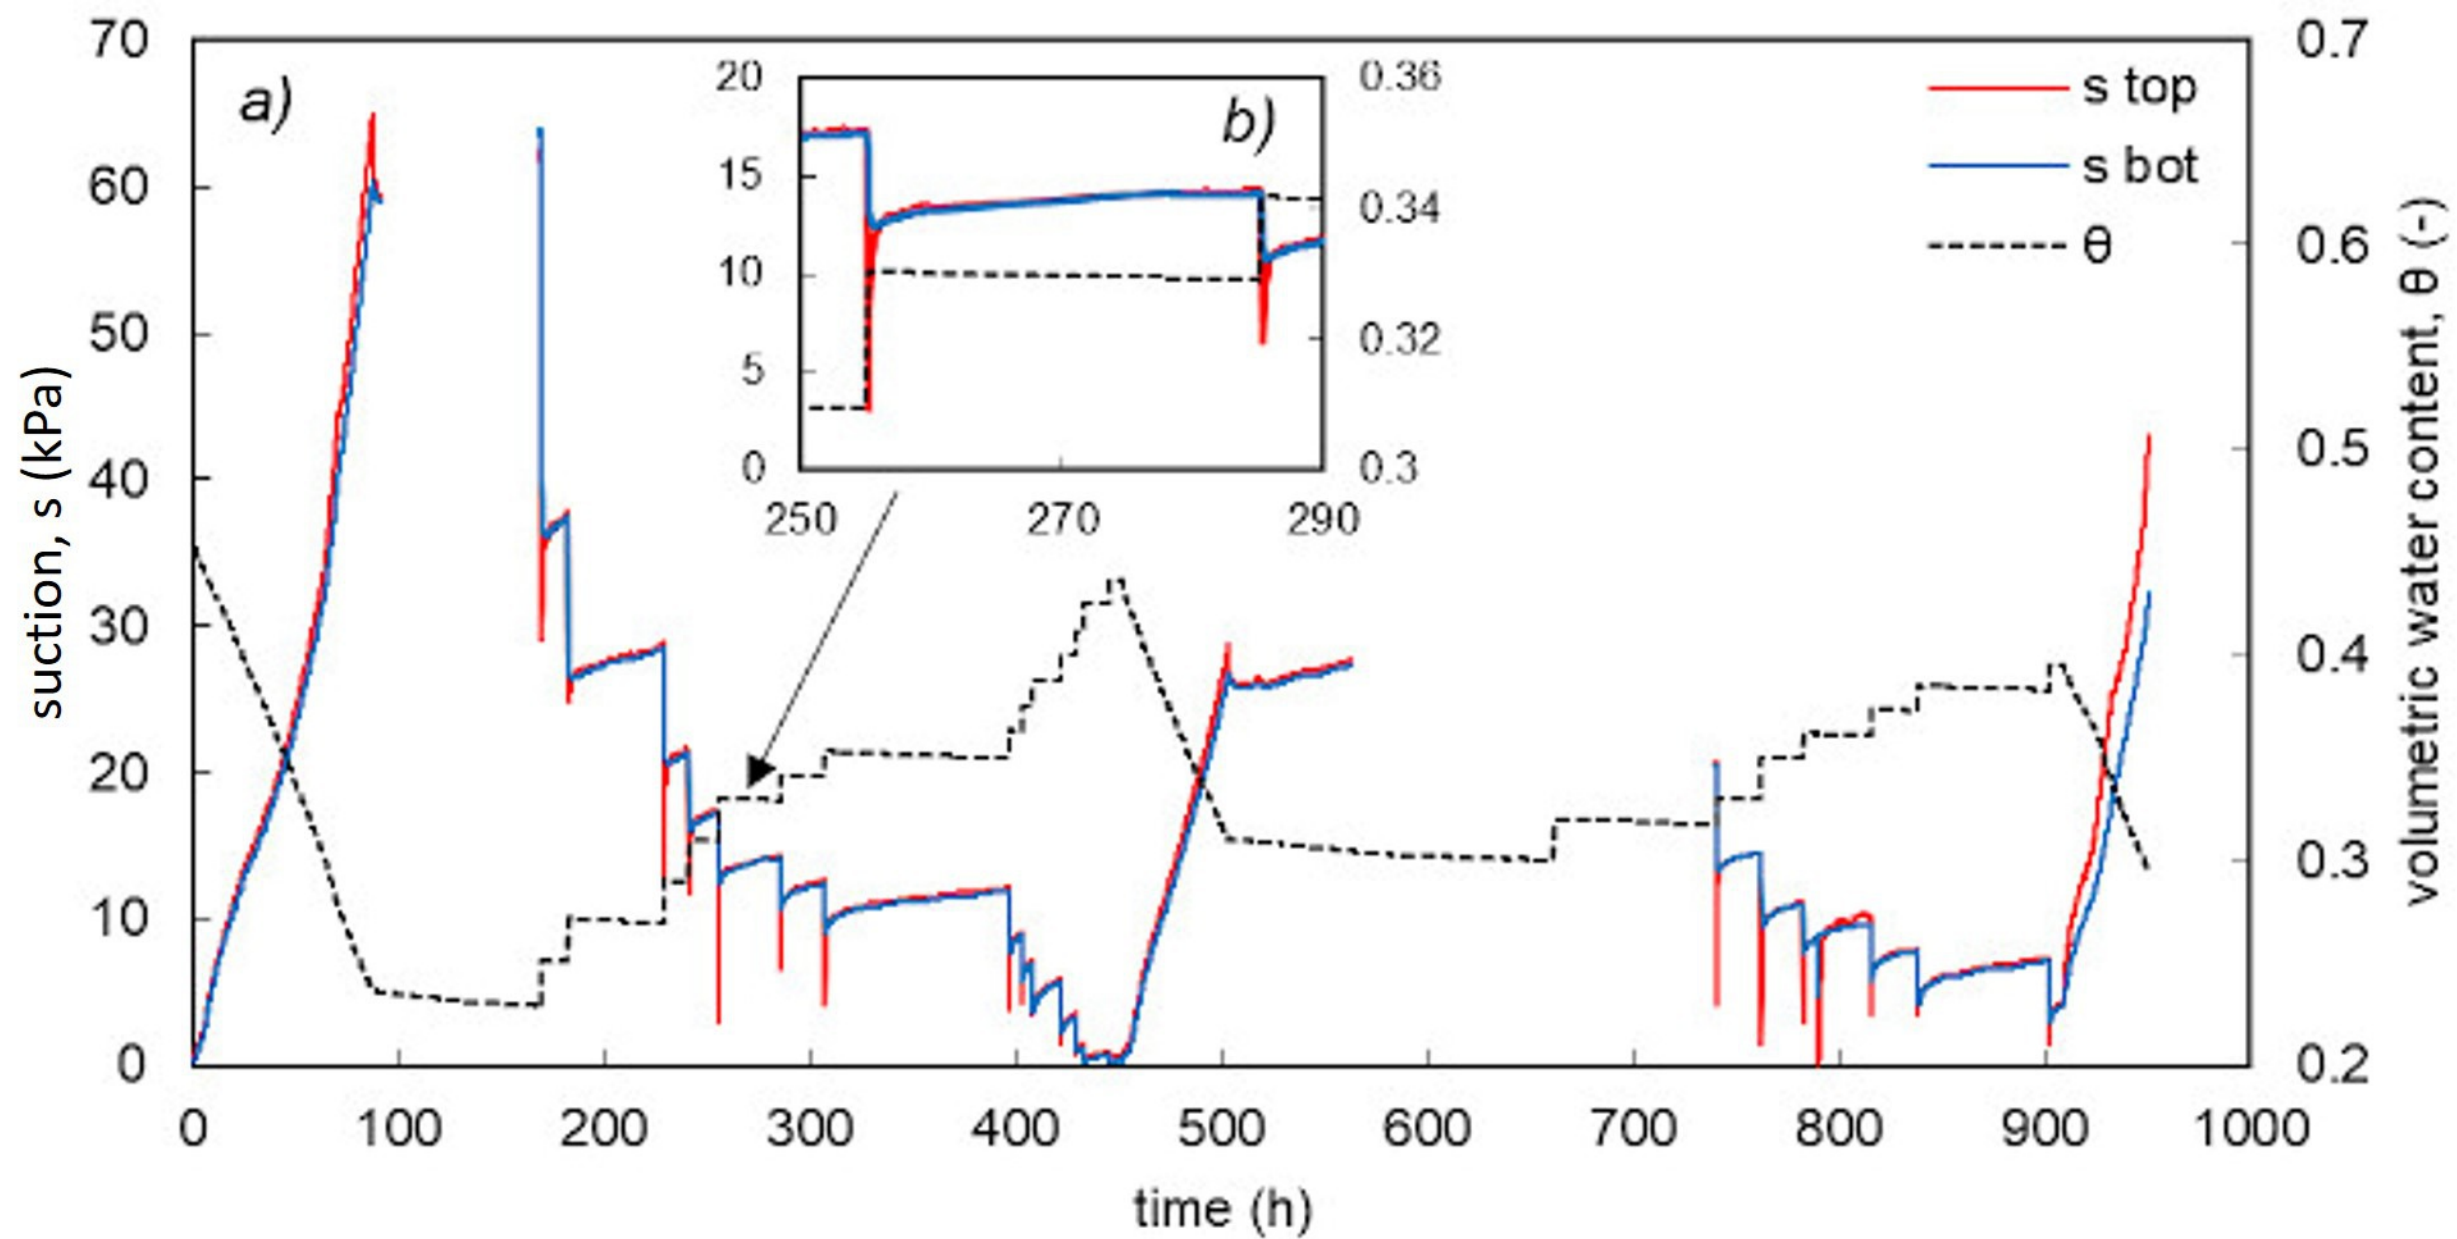 70
60
50
40
30
20
10
0
suction, s (kPa)
a)
20
15
10
5
0
b)
0.36
0.34
0.32
0.3
250 270 290
s top
s bot
θ
0.7
0.6
0.5
0.4
0.3
0.2
volumetric water content, θ (-)
0 100 200 300 400 500 600 700 800 900 1000
time (h)